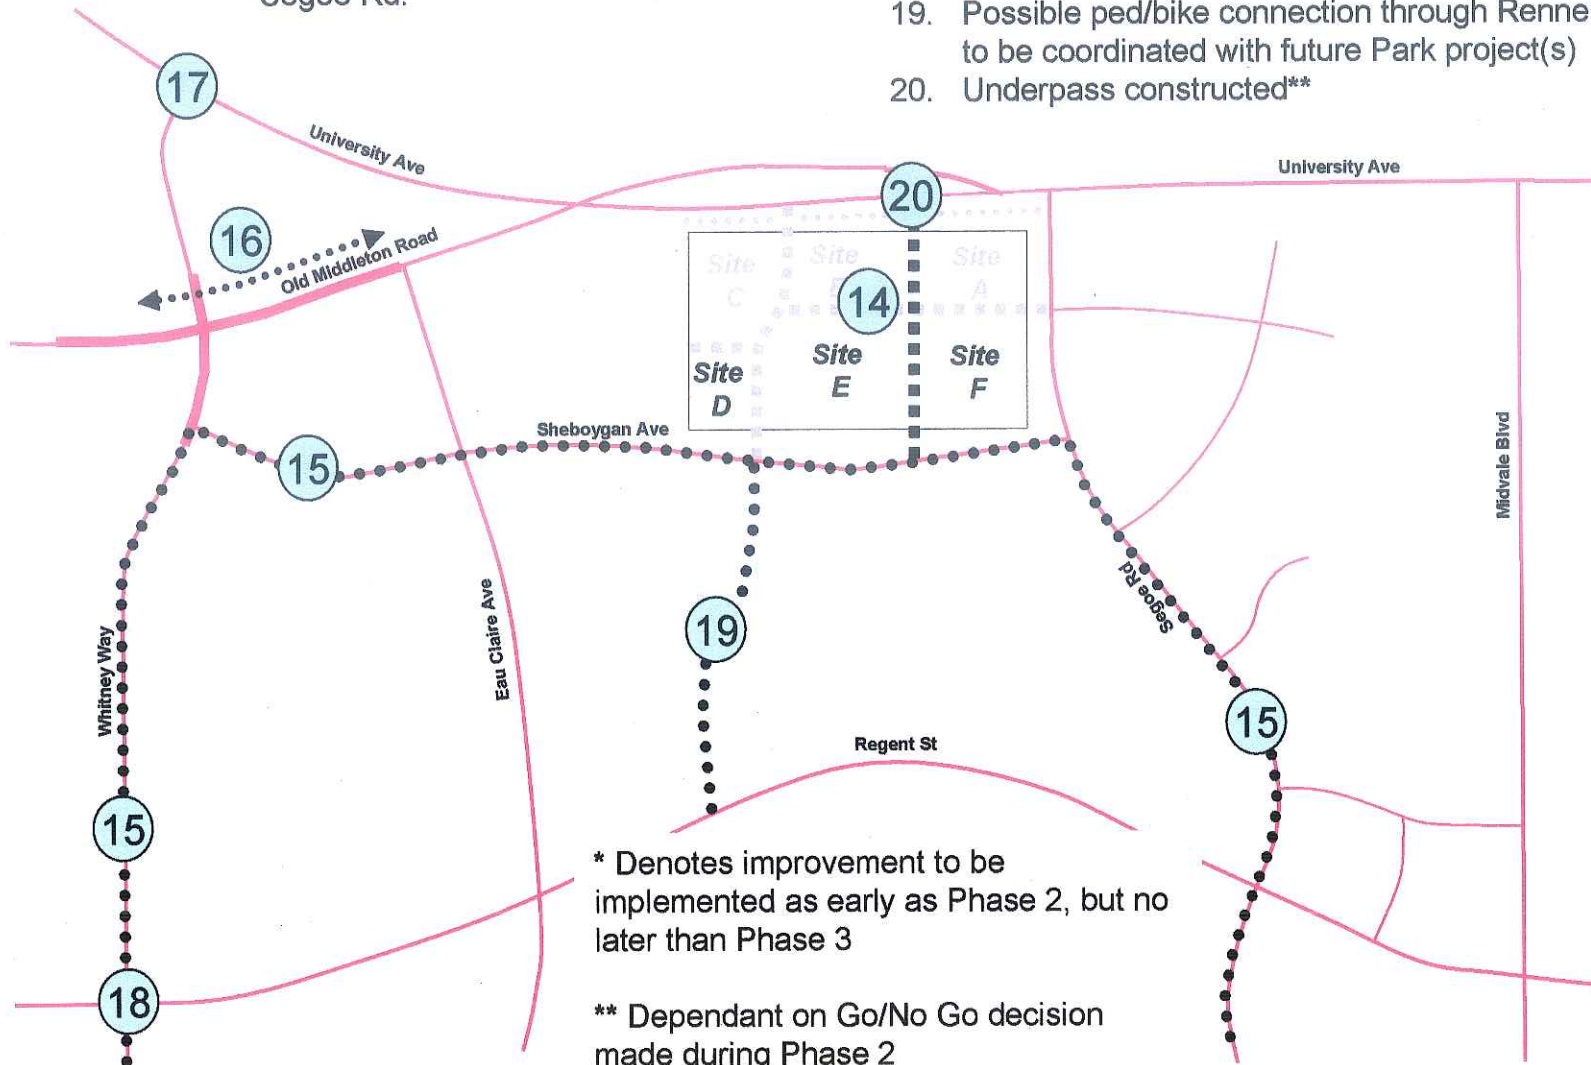 Segoe Rd.
19. Possible ped/bike connection through Renne
to be coordinated with future Park project(s)
20. Underpass constructed**
17
University Ave
University Ave
20
16
Old Middleton Road
Site
C
Site
Site
A
14
Site
D
Site
E
Site
F
Sheboygan Ave
15
Midvale Blvd
Segoe Rd
Eau Claire Ave
Whitney Way
19
15
Regent St
15
* Denotes improvement to be
implemented as early as Phase 2, but no
later than Phase 3
18
** Dependant on Go/No Go decision
made during Phase 2